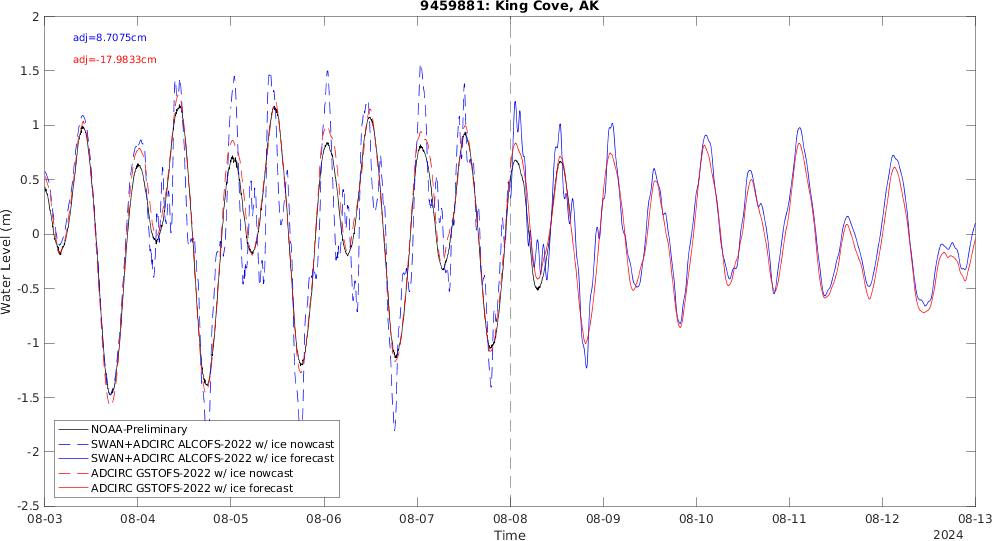 9459881: King Cove, AK
adj=8.7075cm
adj=-17.9833cm
Water Level (m)
2
1.5
1
0.5
0
-0.5
-1
-1.5
-2
-2.5
NOAA-Preliminary
SWAN+ADCIRC ALCOFS-2022 w/ ice nowcast
SWAN+ADCIRC ALCOFS-2022 w/ ice forecast
ADCIRC GSTOFS-2022 w/ ice nowcast
ADCIRC GSTOFS-2022 w/ ice forecast
08-03 08-04 08-05 08-06 08-07 08-08 08-09 08-10 08-11 08-12 08-13
Time
2024